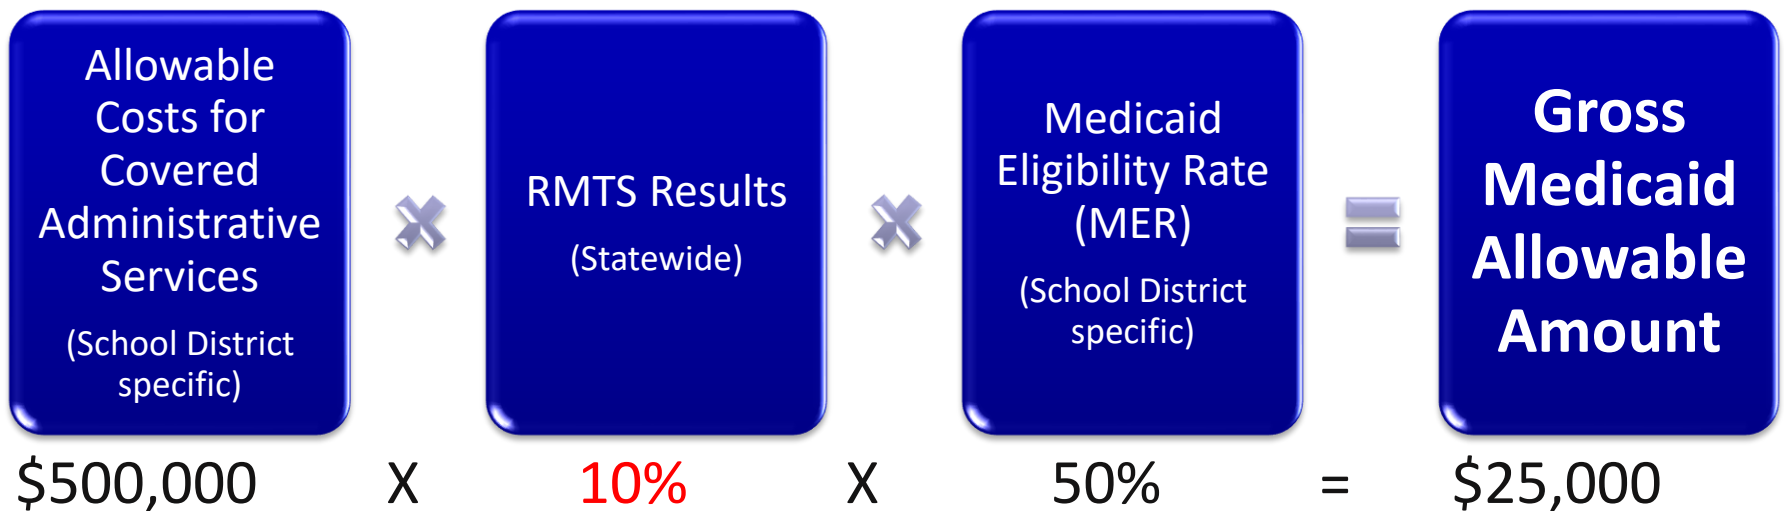 Allowable
Costs for
Covered
Administrative
Services
(School District
specific)
RMTS Results
(Statewide)
Medicaid
Eligibility Rate
(MER)
(School District
specific)
Gross
Medicaid
Allowable
Amount
$500,000 X 10% X 50% = $25,000